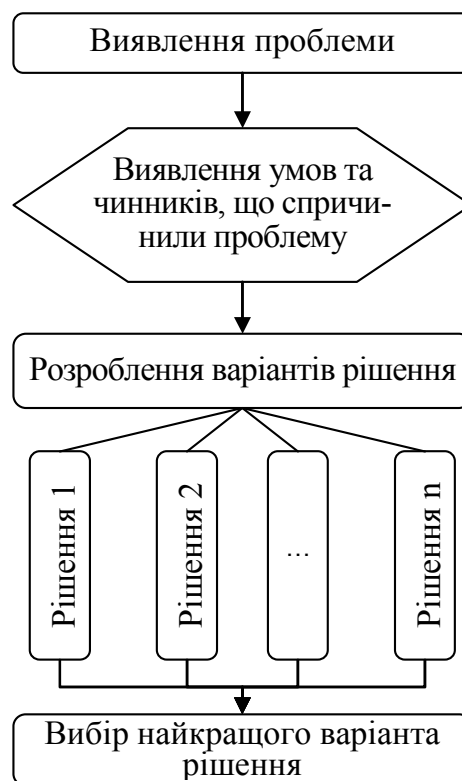 Виявлення проблеми
Виявлення умов та
чинників, що спричи-
нили проблему
Розроблення варіантів рішення
Рішення 1
Рішення 2
...
Рішення n
Вибір найкращого варіанта
рішення